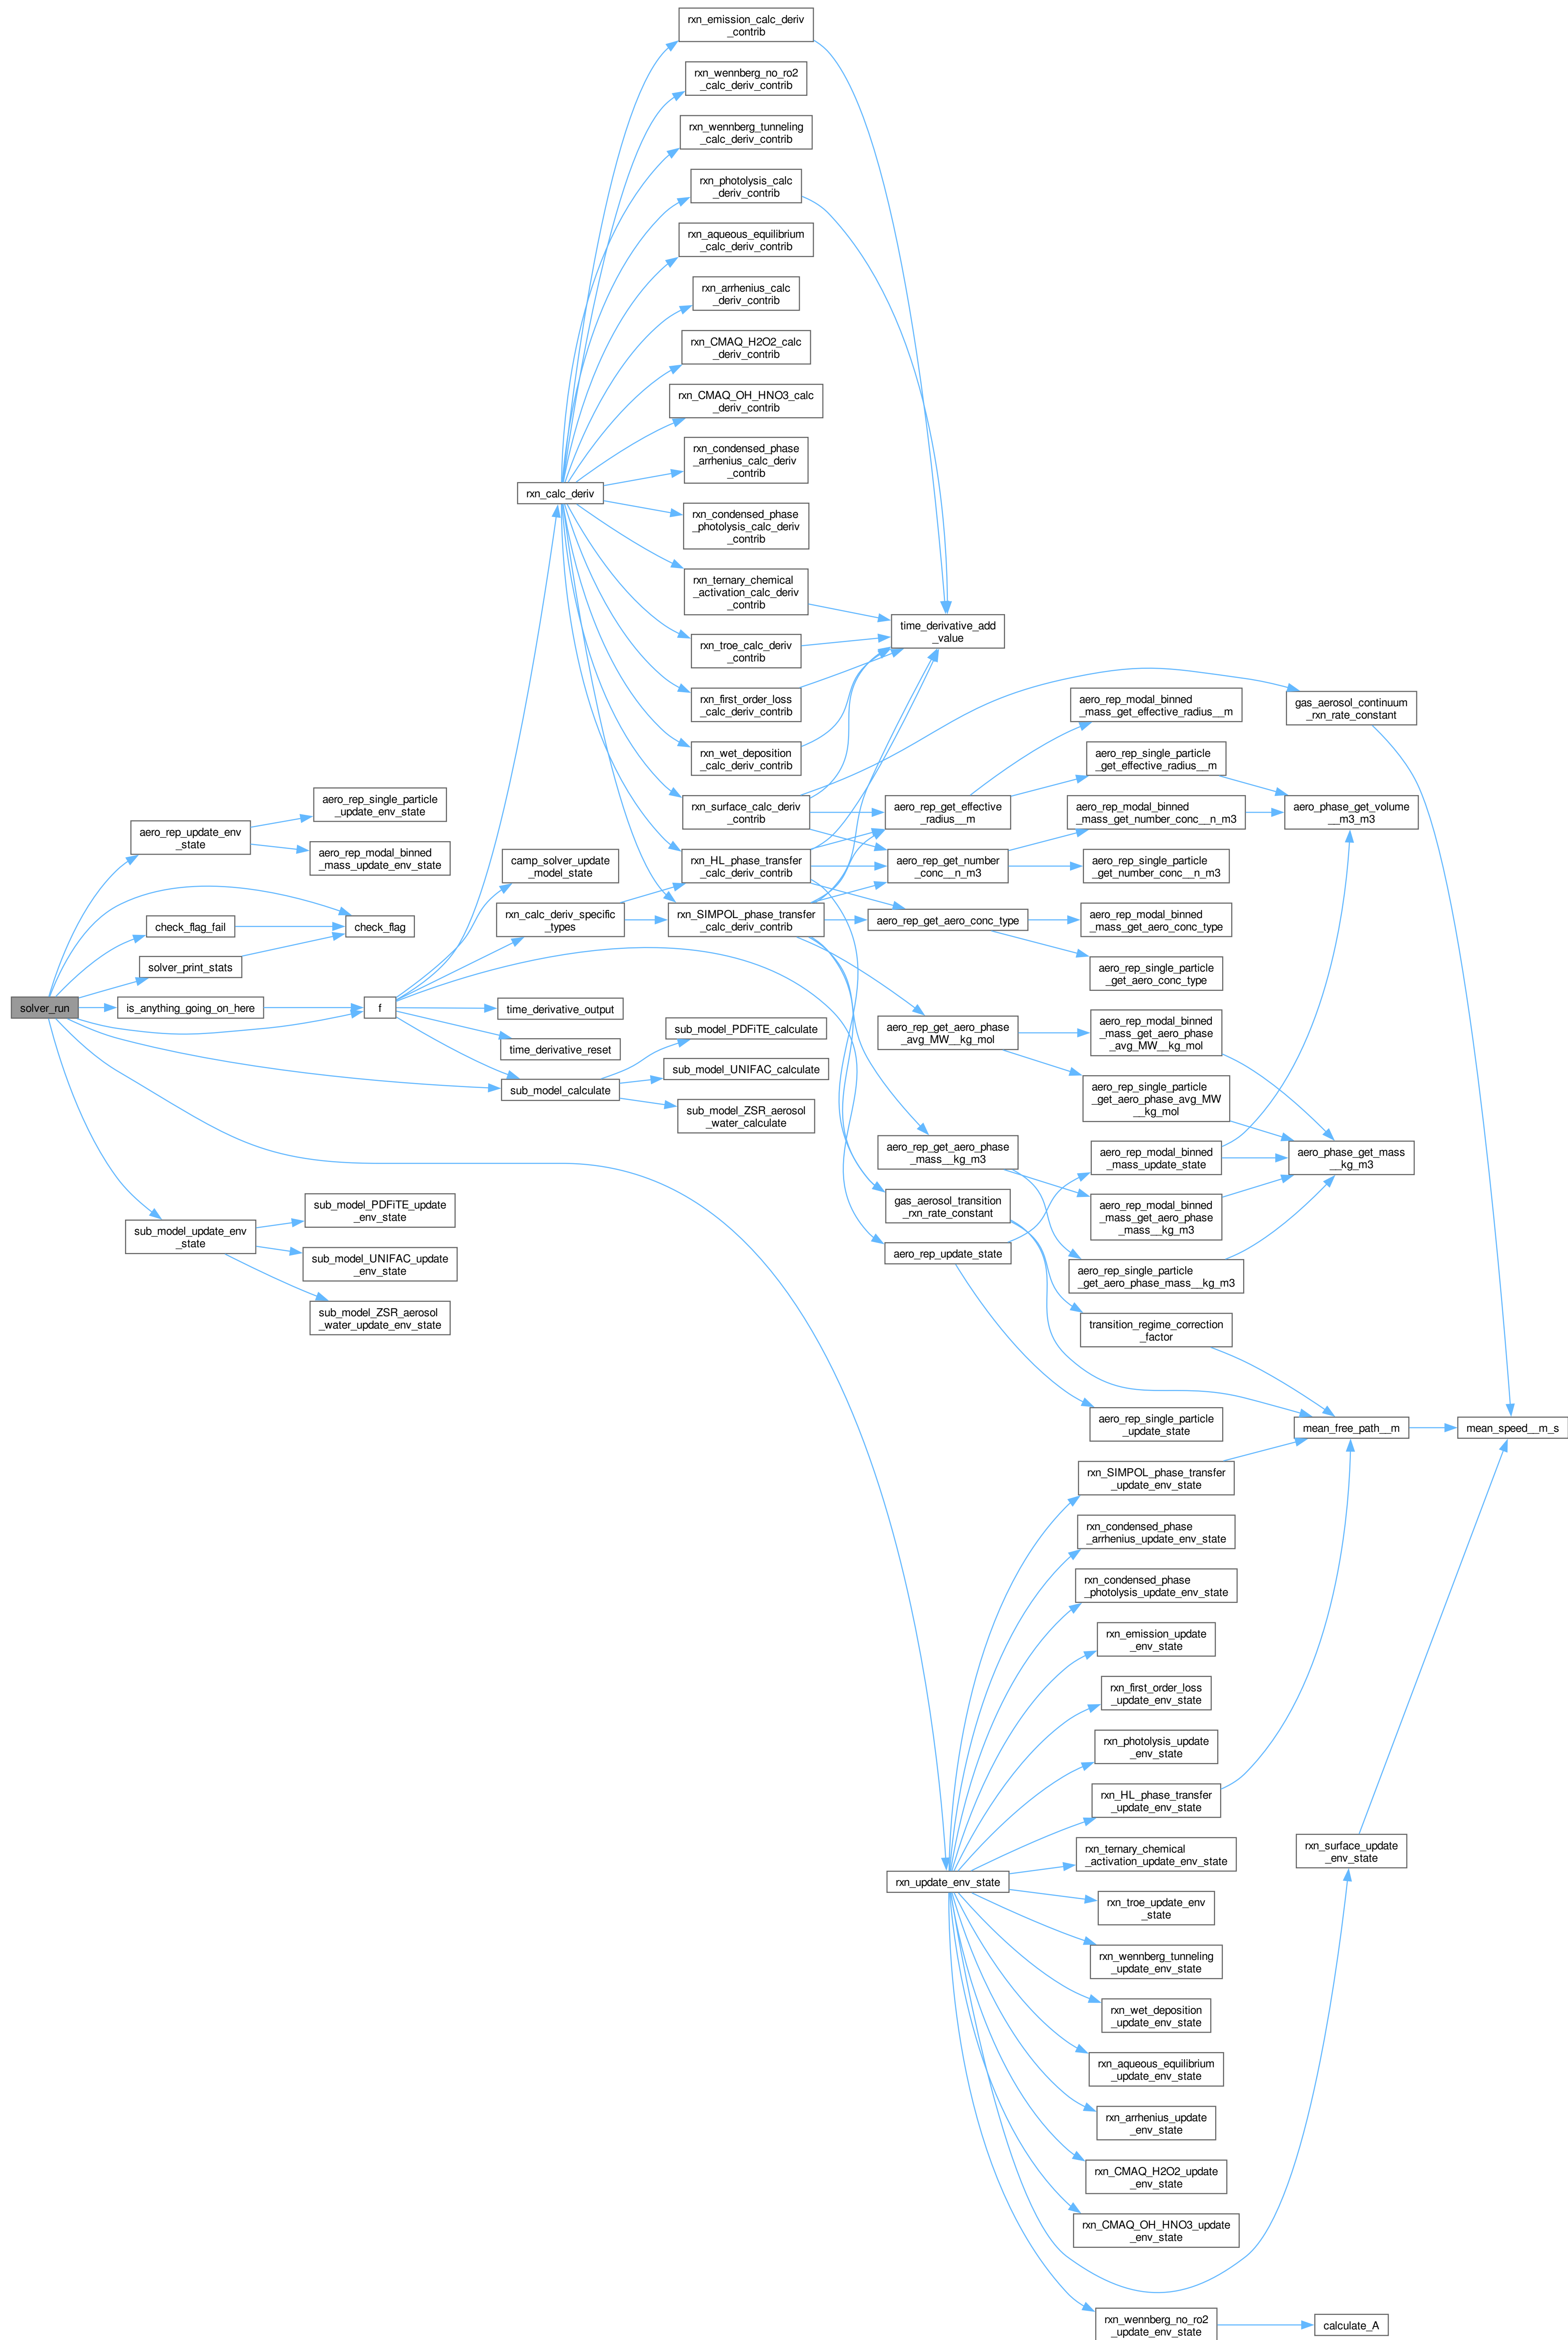 rxn_emission_calc_deriv
_contrib
rxn_wennberg_no_ro2
_calc_deriv_contrib
rxn_wennberg_tunneling
_calc_deriv_contrib
rxn_photolysis_calc
_deriv_contrib
rxn_aqueous_equilibrium
_calc_deriv_contrib
rxn_arrhenius_calc
_deriv_contrib
rxn_CMAQ_H2O2_calc
_deriv_contrib
rxn_CMAQ_OH_HNO3_calc
_deriv_contrib
rxn_condensed_phase
_arrhenius_calc_deriv
_contrib
rxn_calc_deriv
rxn_condensed_phase
_photolysis_calc_deriv
_contrib
rxn_ternary_chemical
_activation_calc_deriv
_contrib
time_derivative_add
_value
rxn_troe_calc_deriv
_contrib
rxn_first_order_loss
_calc_deriv_contrib
aero_rep_modal_binned
_mass_get_effective_radius__m
gas_aerosol_continuum
_rxn_rate_constant
rxn_wet_deposition
_calc_deriv_contrib
aero_rep_single_particle
_get_effective_radius__m
aero_rep_single_particle
_update_env_state
rxn_surface_calc_deriv
_contrib
aero_rep_get_effective
_radius__m
aero_rep_modal_binned
_mass_get_number_conc__n_m3
aero_phase_get_volume
__m3_m3
aero_rep_update_env
_state
aero_rep_modal_binned
_mass_update_env_state
camp_solver_update
_model_state
rxn_HL_phase_transfer
_calc_deriv_contrib
aero_rep_get_number
_conc__n_m3
aero_rep_single_particle
_get_number_conc__n_m3
check_flag_fail
check_flag
rxn_calc_deriv_specific
_types
rxn_SIMPOL_phase_transfer
_calc_deriv_contrib
aero_rep_get_aero_conc_type
aero_rep_modal_binned
_mass_get_aero_conc_type
solver_print_stats
aero_rep_single_particle
_get_aero_conc_type
solver_run
is_anything_going_on_here
f
time_derivative_output
sub_model_PDFiTE_calculate
aero_rep_get_aero_phase
_avg_MW__kg_mol
aero_rep_modal_binned
_mass_get_aero_phase
_avg_MW__kg_mol
time_derivative_reset
sub_model_UNIFAC_calculate
sub_model_calculate
aero_rep_single_particle
_get_aero_phase_avg_MW
__kg_mol
sub_model_ZSR_aerosol
_water_calculate
aero_rep_get_aero_phase
_mass__kg_m3
aero_rep_modal_binned
_mass_update_state
aero_phase_get_mass
__kg_m3
gas_aerosol_transition
_rxn_rate_constant
aero_rep_modal_binned
_mass_get_aero_phase
_mass__kg_m3
sub_model_PDFiTE_update
_env_state
sub_model_update_env
_state
aero_rep_update_state
sub_model_UNIFAC_update
_env_state
aero_rep_single_particle
_get_aero_phase_mass__kg_m3
sub_model_ZSR_aerosol
_water_update_env_state
transition_regime_correction
_factor
aero_rep_single_particle
_update_state
mean_free_path__m
mean_speed__m_s
rxn_SIMPOL_phase_transfer
_update_env_state
rxn_condensed_phase
_arrhenius_update_env_state
rxn_condensed_phase
_photolysis_update_env_state
rxn_emission_update
_env_state
rxn_first_order_loss
_update_env_state
rxn_photolysis_update
_env_state
rxn_HL_phase_transfer
_update_env_state
rxn_ternary_chemical
_activation_update_env_state
rxn_surface_update
_env_state
rxn_update_env_state
rxn_troe_update_env
_state
rxn_wennberg_tunneling
_update_env_state
rxn_wet_deposition
_update_env_state
rxn_aqueous_equilibrium
_update_env_state
rxn_arrhenius_update
_env_state
rxn_CMAQ_H2O2_update
_env_state
rxn_CMAQ_OH_HNO3_update
_env_state
rxn_wennberg_no_ro2
_update_env_state
calculate_A